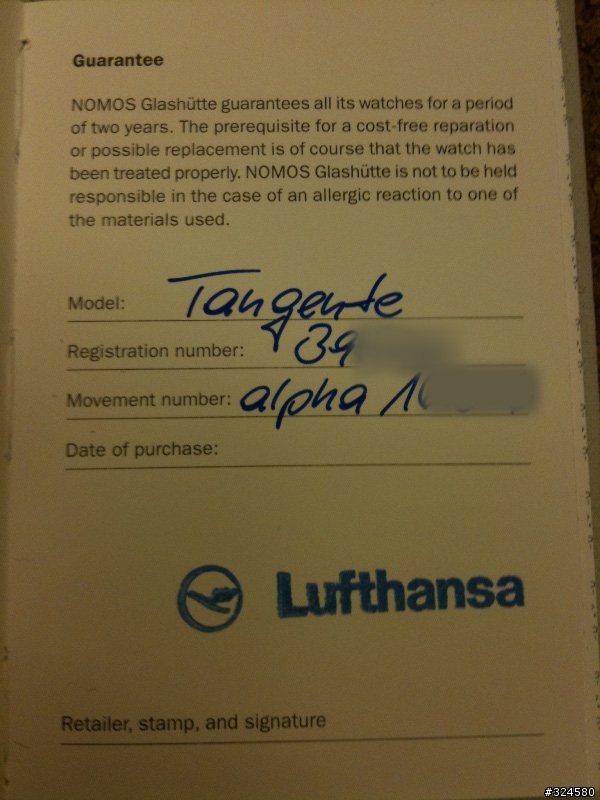 Guarantee
NOMOS Glashütte guarantees all its watches for a period
of two years. The prerequisite for a cost-free reparation
or possible replacement is of course that the watch has
been treated properly. NOMOS Glashütte is not to be held
responsible in the case of an allergic reaction to one of
the materials used.
Model: Tangente
Registration number: 39
Movement number: alpha 1
Date of purchase:
Lufthansa
Retailer, stamp, and signature
#324580